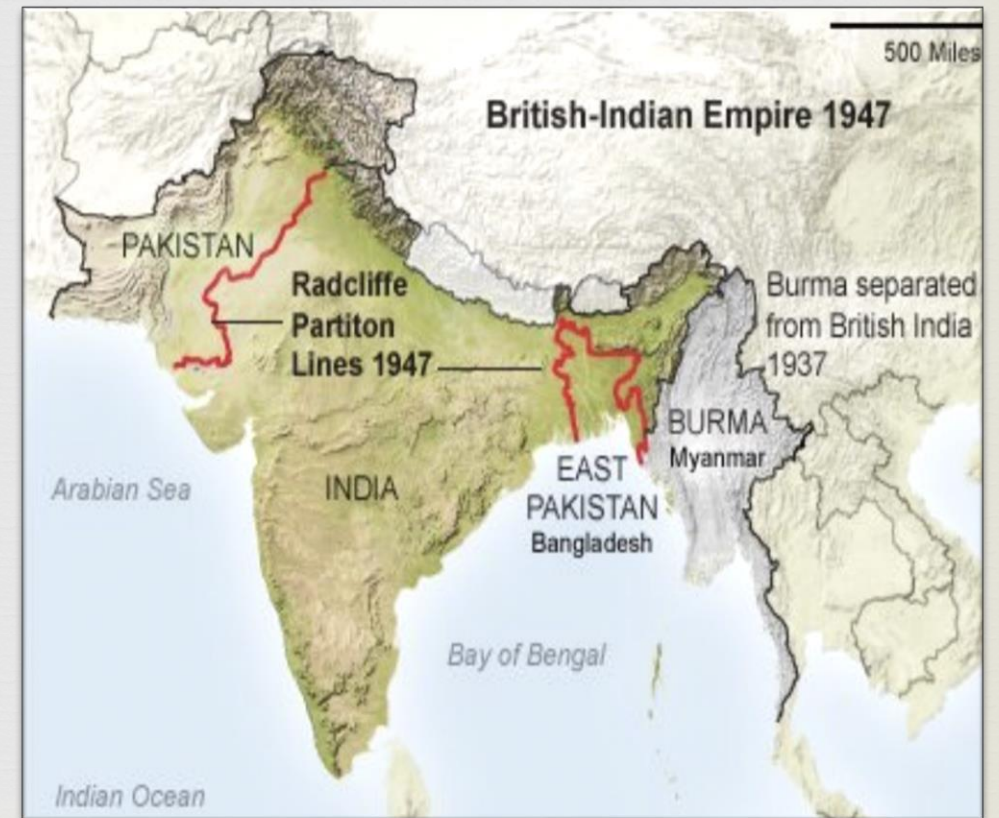 500 Miles
British-Indian Empire 1947
PAKISTAN
Radcliffe
Partiton
Lines 1947
Burma separated
from British India
1937
BURMA
Myanmar
EAST
PAKISTAN
Bangladesh
INDIA
Arabian Sea
Bay of Bengal
Indian Ocean